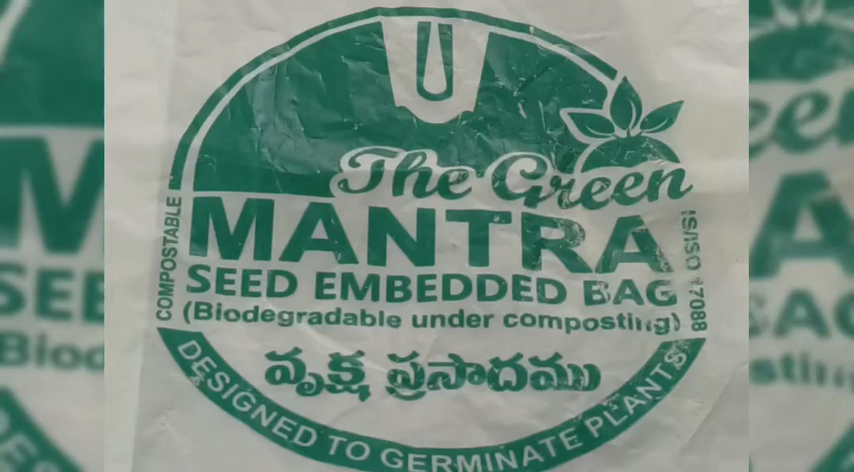 The Green
MANTRA
SEED EMBEDDED BAG
(Biodegradable under composting)
వృక్ష ప్రసాదము
DESIGNED TO GERMINATE PLANTS
COMPOSTABLE
IS/ISO 17088